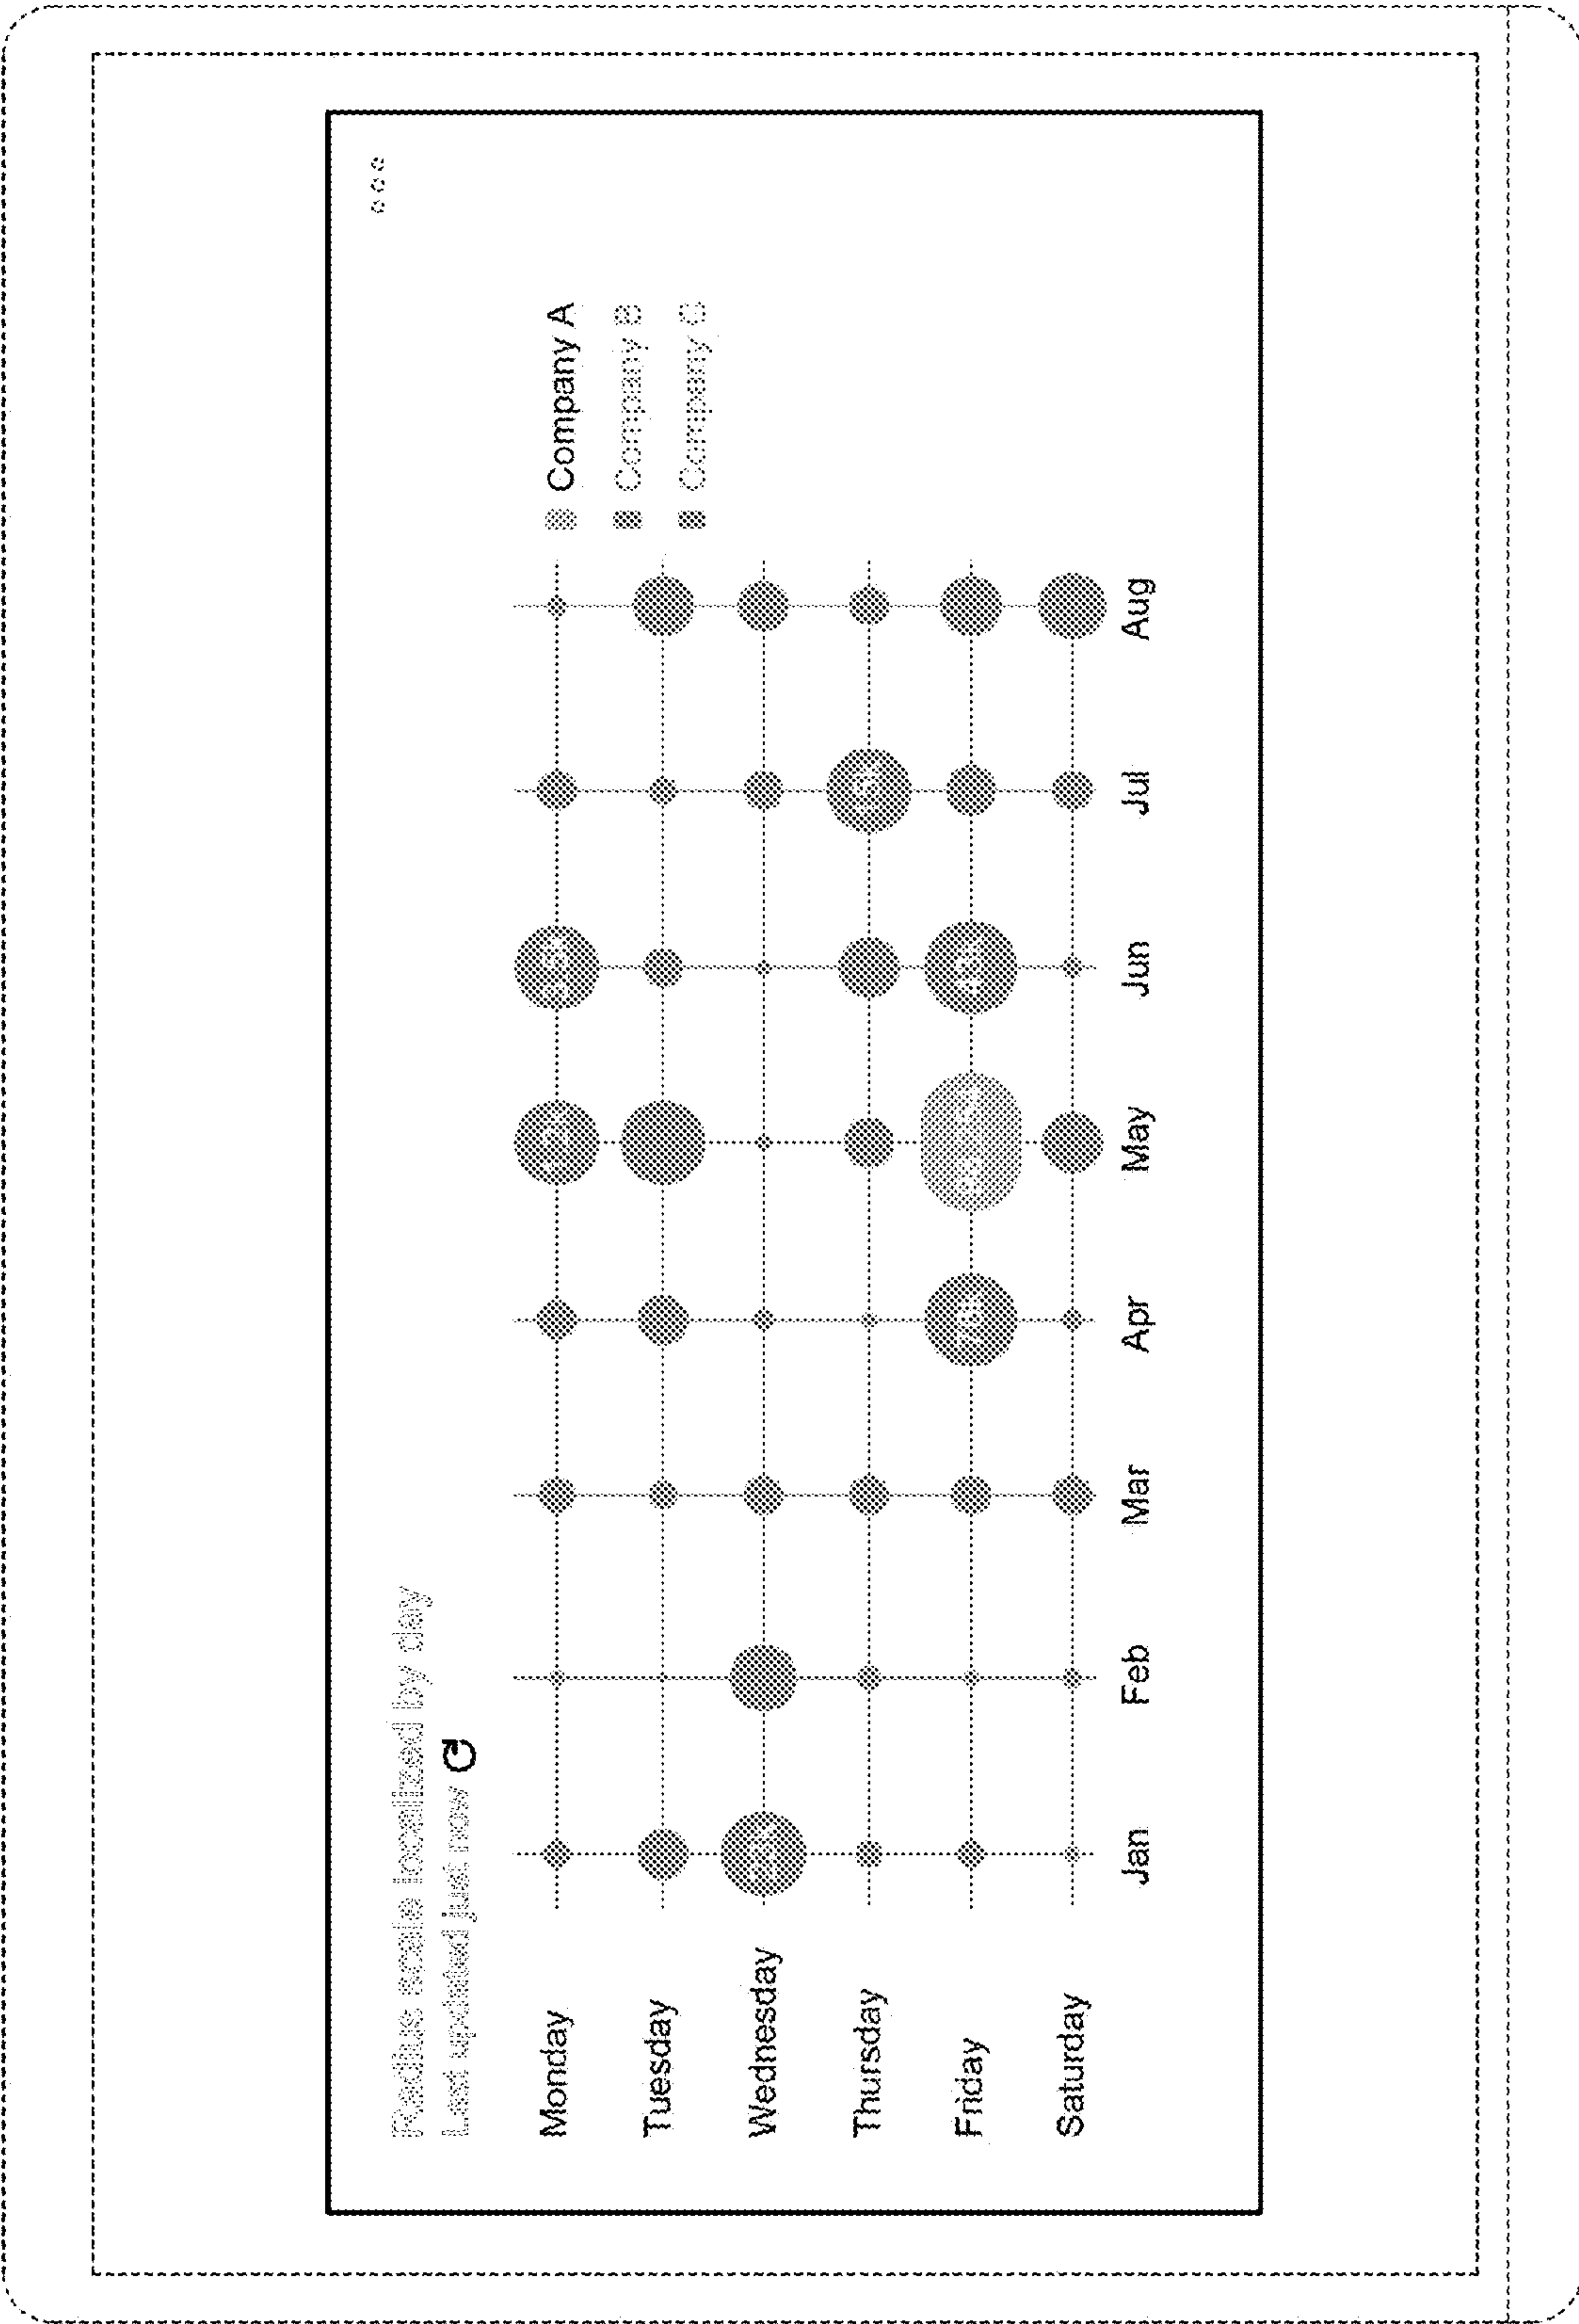 Radius scale localized by day
Last updated just now
Company A
Company B
Company C
Monday
Tuesday
Wednesday
Thursday
Friday
Saturday
Jan
Feb
Mar
Apr
May
Jun
Jul
Aug